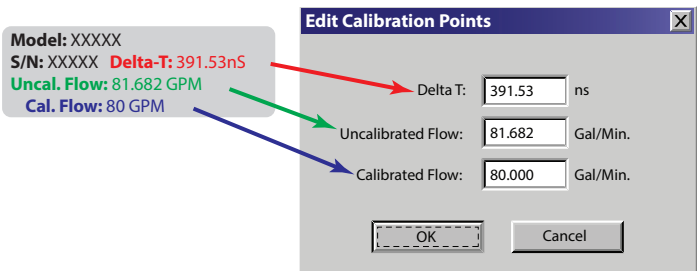 Model: XXXXX
S/N: XXXXX Delta-T: 391.53nS
Uncal. Flow: 81.682 GPM
Cal. Flow: 80 GPM
Edit Calibration Points
X
Delta T: 391.53 ns
Uncalibrated Flow: 81.682 Gal/Min.
Calibrated Flow: 80.000 Gal/Min.
OK Cancel